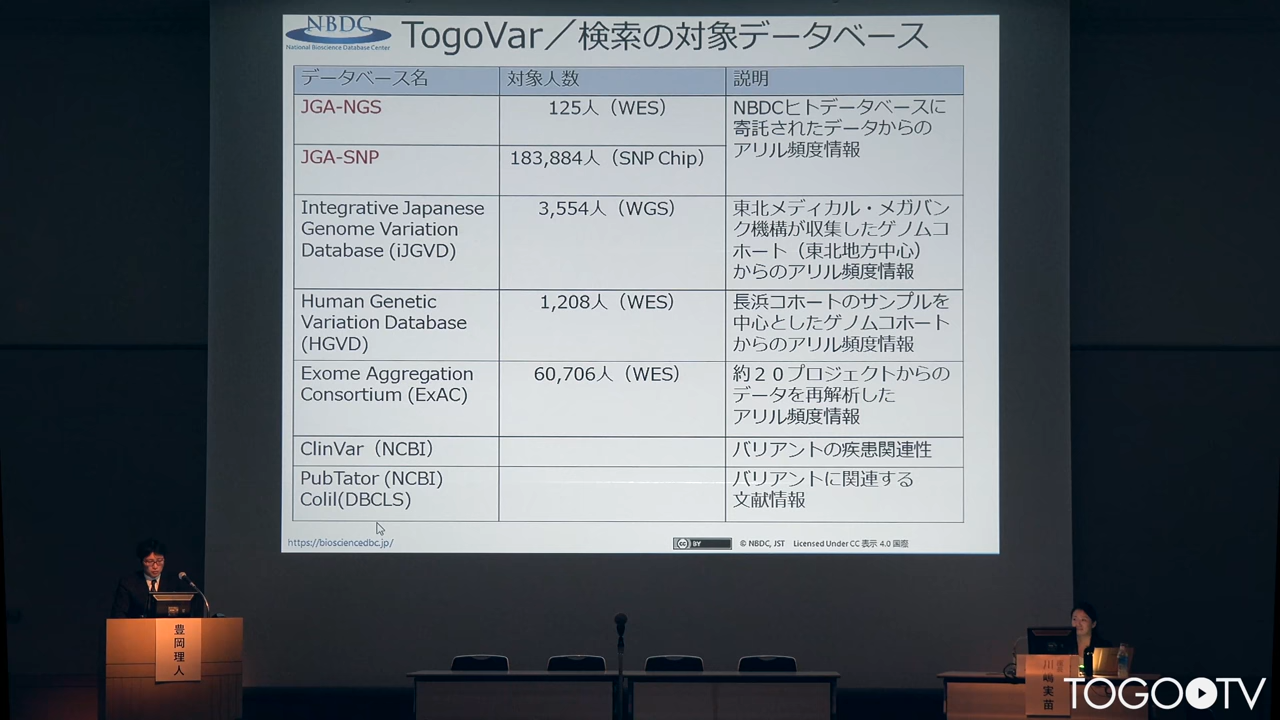 NBDC
National Bioscience Database Center
TogoVar／検索の対象データベース
データベース名
対象人数
説明
JGA-NGS
125人（WES）
NBDCヒトデータベースに
寄託されたデータからの
アリル頻度情報
JGA-SNP
183,884人（SNP Chip）
Integrative Japanese
Genome Variation
Database (iJGVD)
3,554人（WGS）
東北メディカル・メガバン
ク機構が収集したゲノムコ
ホート（東北地方中心）
からのアリル頻度情報
Human Genetic
Variation Database
(HGVD)
1,208人（WES）
長浜コホートのサンプルを
中心としたゲノムコホート
からのアリル頻度情報
Exome Aggregation
Consortium (ExAC)
60,706人（WES）
約２０プロジェクトからの
データを再解析した
アリル頻度情報
ClinVar（NCBI）
バリアントの疾患関連性
PubTator (NCBI)
Colil(DBCLS)
バリアントに関連する
文献情報
https://biosciencedbc.jp/
cc BY
© NBDC, JST Licensed Under CC 表示 4.0 国際
豊岡理人
川嶋実苗
TOGO TV